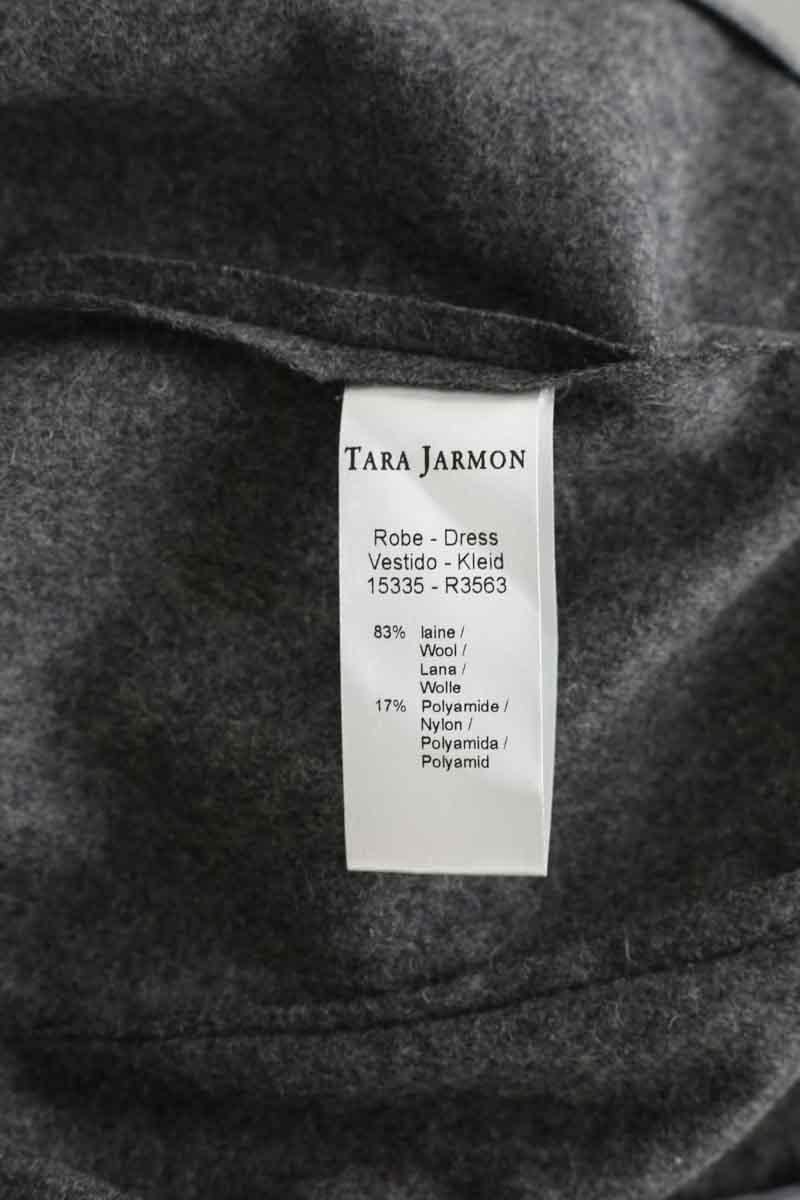 TARA JARMON
Robe - Dress
Vestido - Kleid
15335 - R3563
83% laine /
Wool /
Lana /
Wolle
17% Polyamide /
Nylon /
Polyamida /
Polyamid